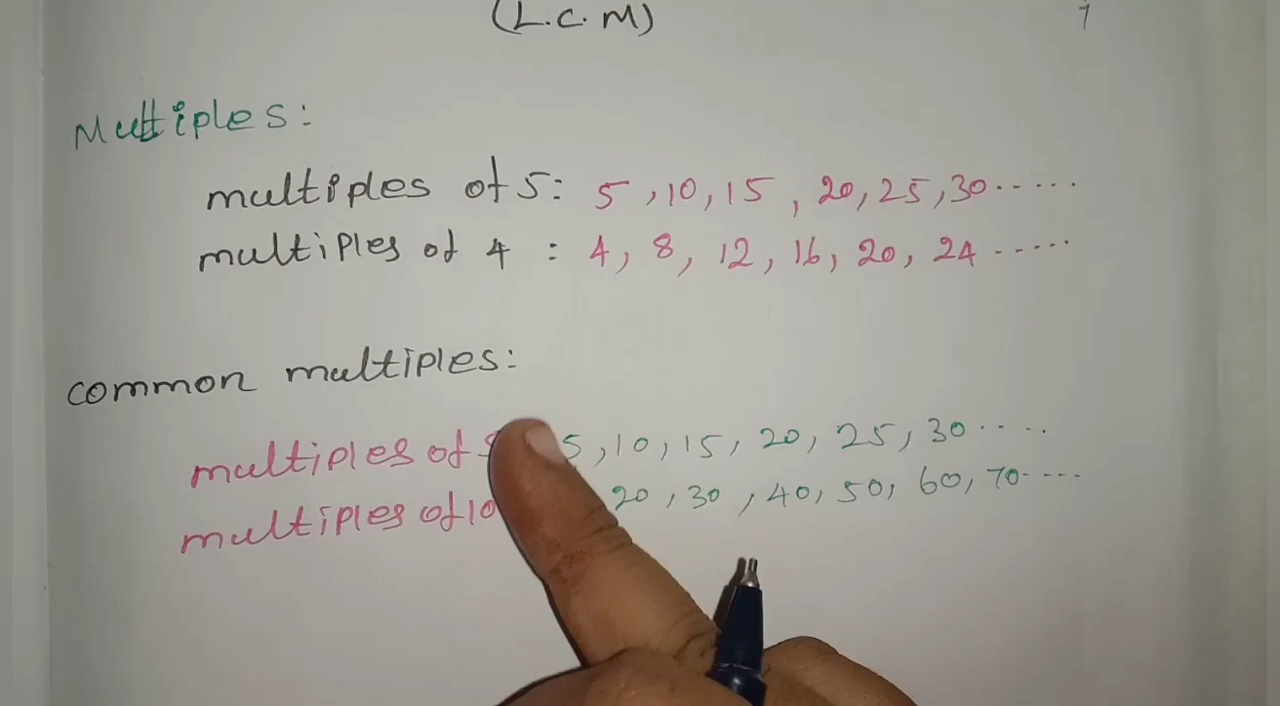 (L.C.M)
Multiples:
multiples of 5: 5, 10, 15, 20, 25, 30.....
multiples of 4 : 4, 8, 12, 16, 20, 24.....
common multiples:
multiples of 5, 10, 15, 20, 25, 30.....
multiples of 10 20, 30, 40, 50, 60, 70....